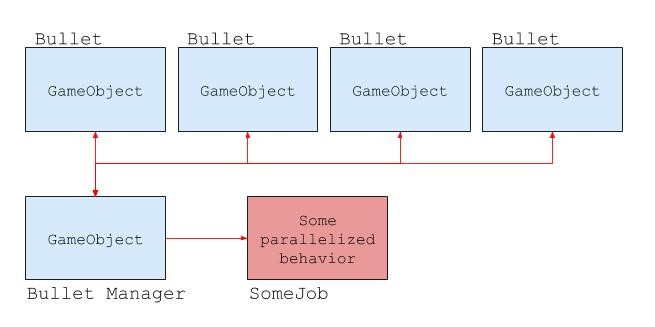 Bullet Bullet Bullet Bullet
GameObject GameObject GameObject GameObject
GameObject
Some
parallelized
behavior
Bullet Manager
SomeJob